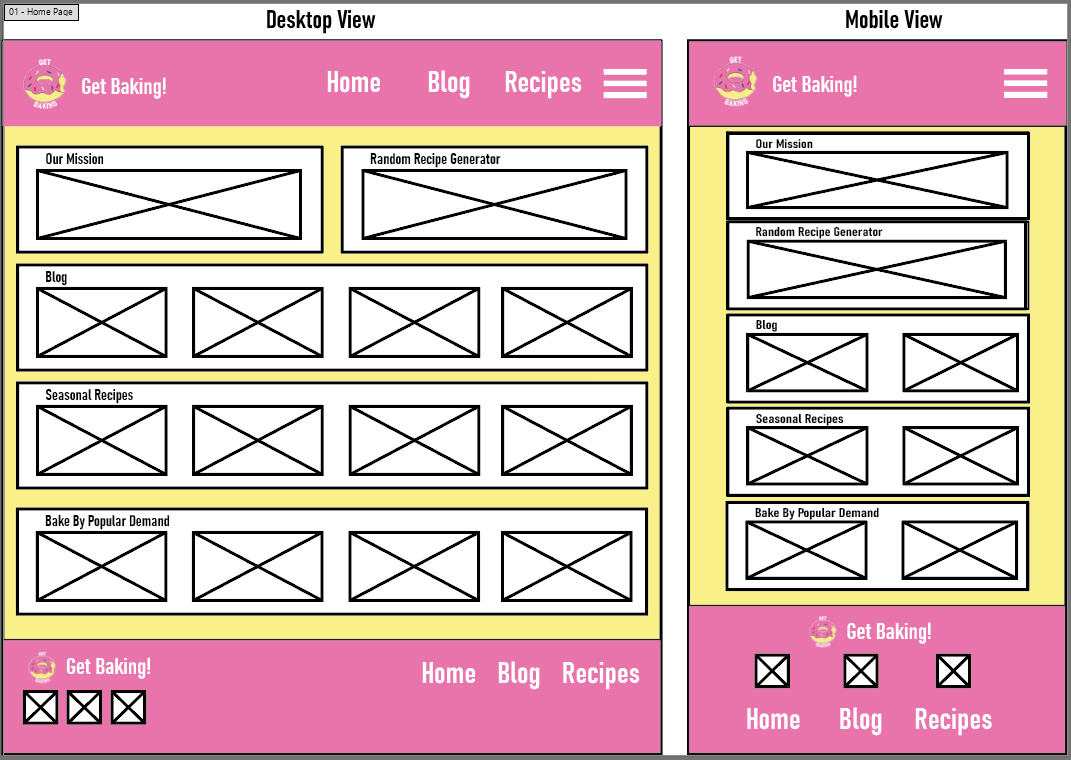 01 - Home Page
Desktop View
GET
BAKING
Get Baking!
Home
Blog
Recipes
Our Mission
Random Recipe Generator
Blog
Seasonal Recipes
Bake By Popular Demand
Get Baking!
Home
Blog
Recipes
Mobile View
GET
BAKING
Get Baking!
Our Mission
Random Recipe Generator
Blog
Seasonal Recipes
Bake By Popular Demand
Get Baking!
Home
Blog
Recipes